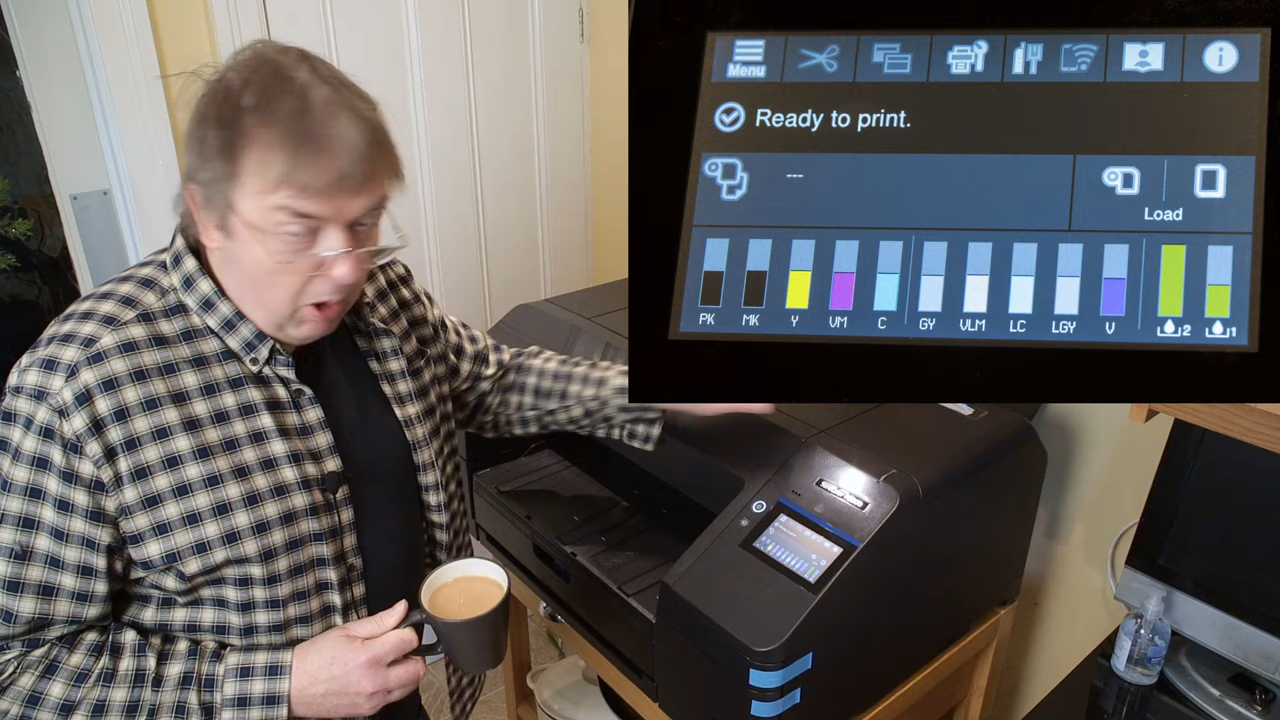 Menu
Ready to print.
---
Load
PK MK Y VM C GY VLM LC LGY V 2 1